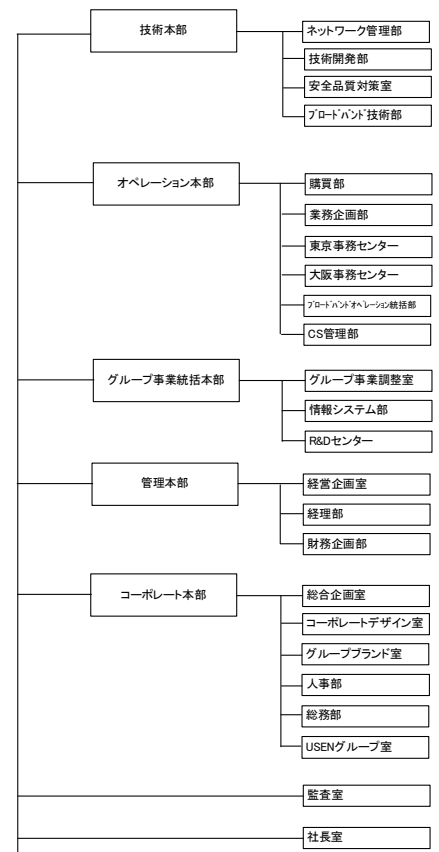 技術本部
ネットワーク管理部
技術開発部
安全品質対策室
ﾌﾞﾛｰﾄﾞﾊﾞﾝﾄﾞ技術部
オペレーション本部
購買部
業務企画部
東京事務センター
大阪事務センター
ﾌﾞﾛｰﾄﾞﾊﾞﾝﾄﾞｵﾍﾟﾚｰｼｮﾝ統括部
CS管理部
グループ事業統括本部
グループ事業調整室
情報システム部
R&Dセンター
管理本部
経営企画室
経理部
財務企画部
コーポレート本部
総合企画室
コーポレートデザイン室
グループブランド室
人事部
総務部
USENグループ室
監査室
社長室